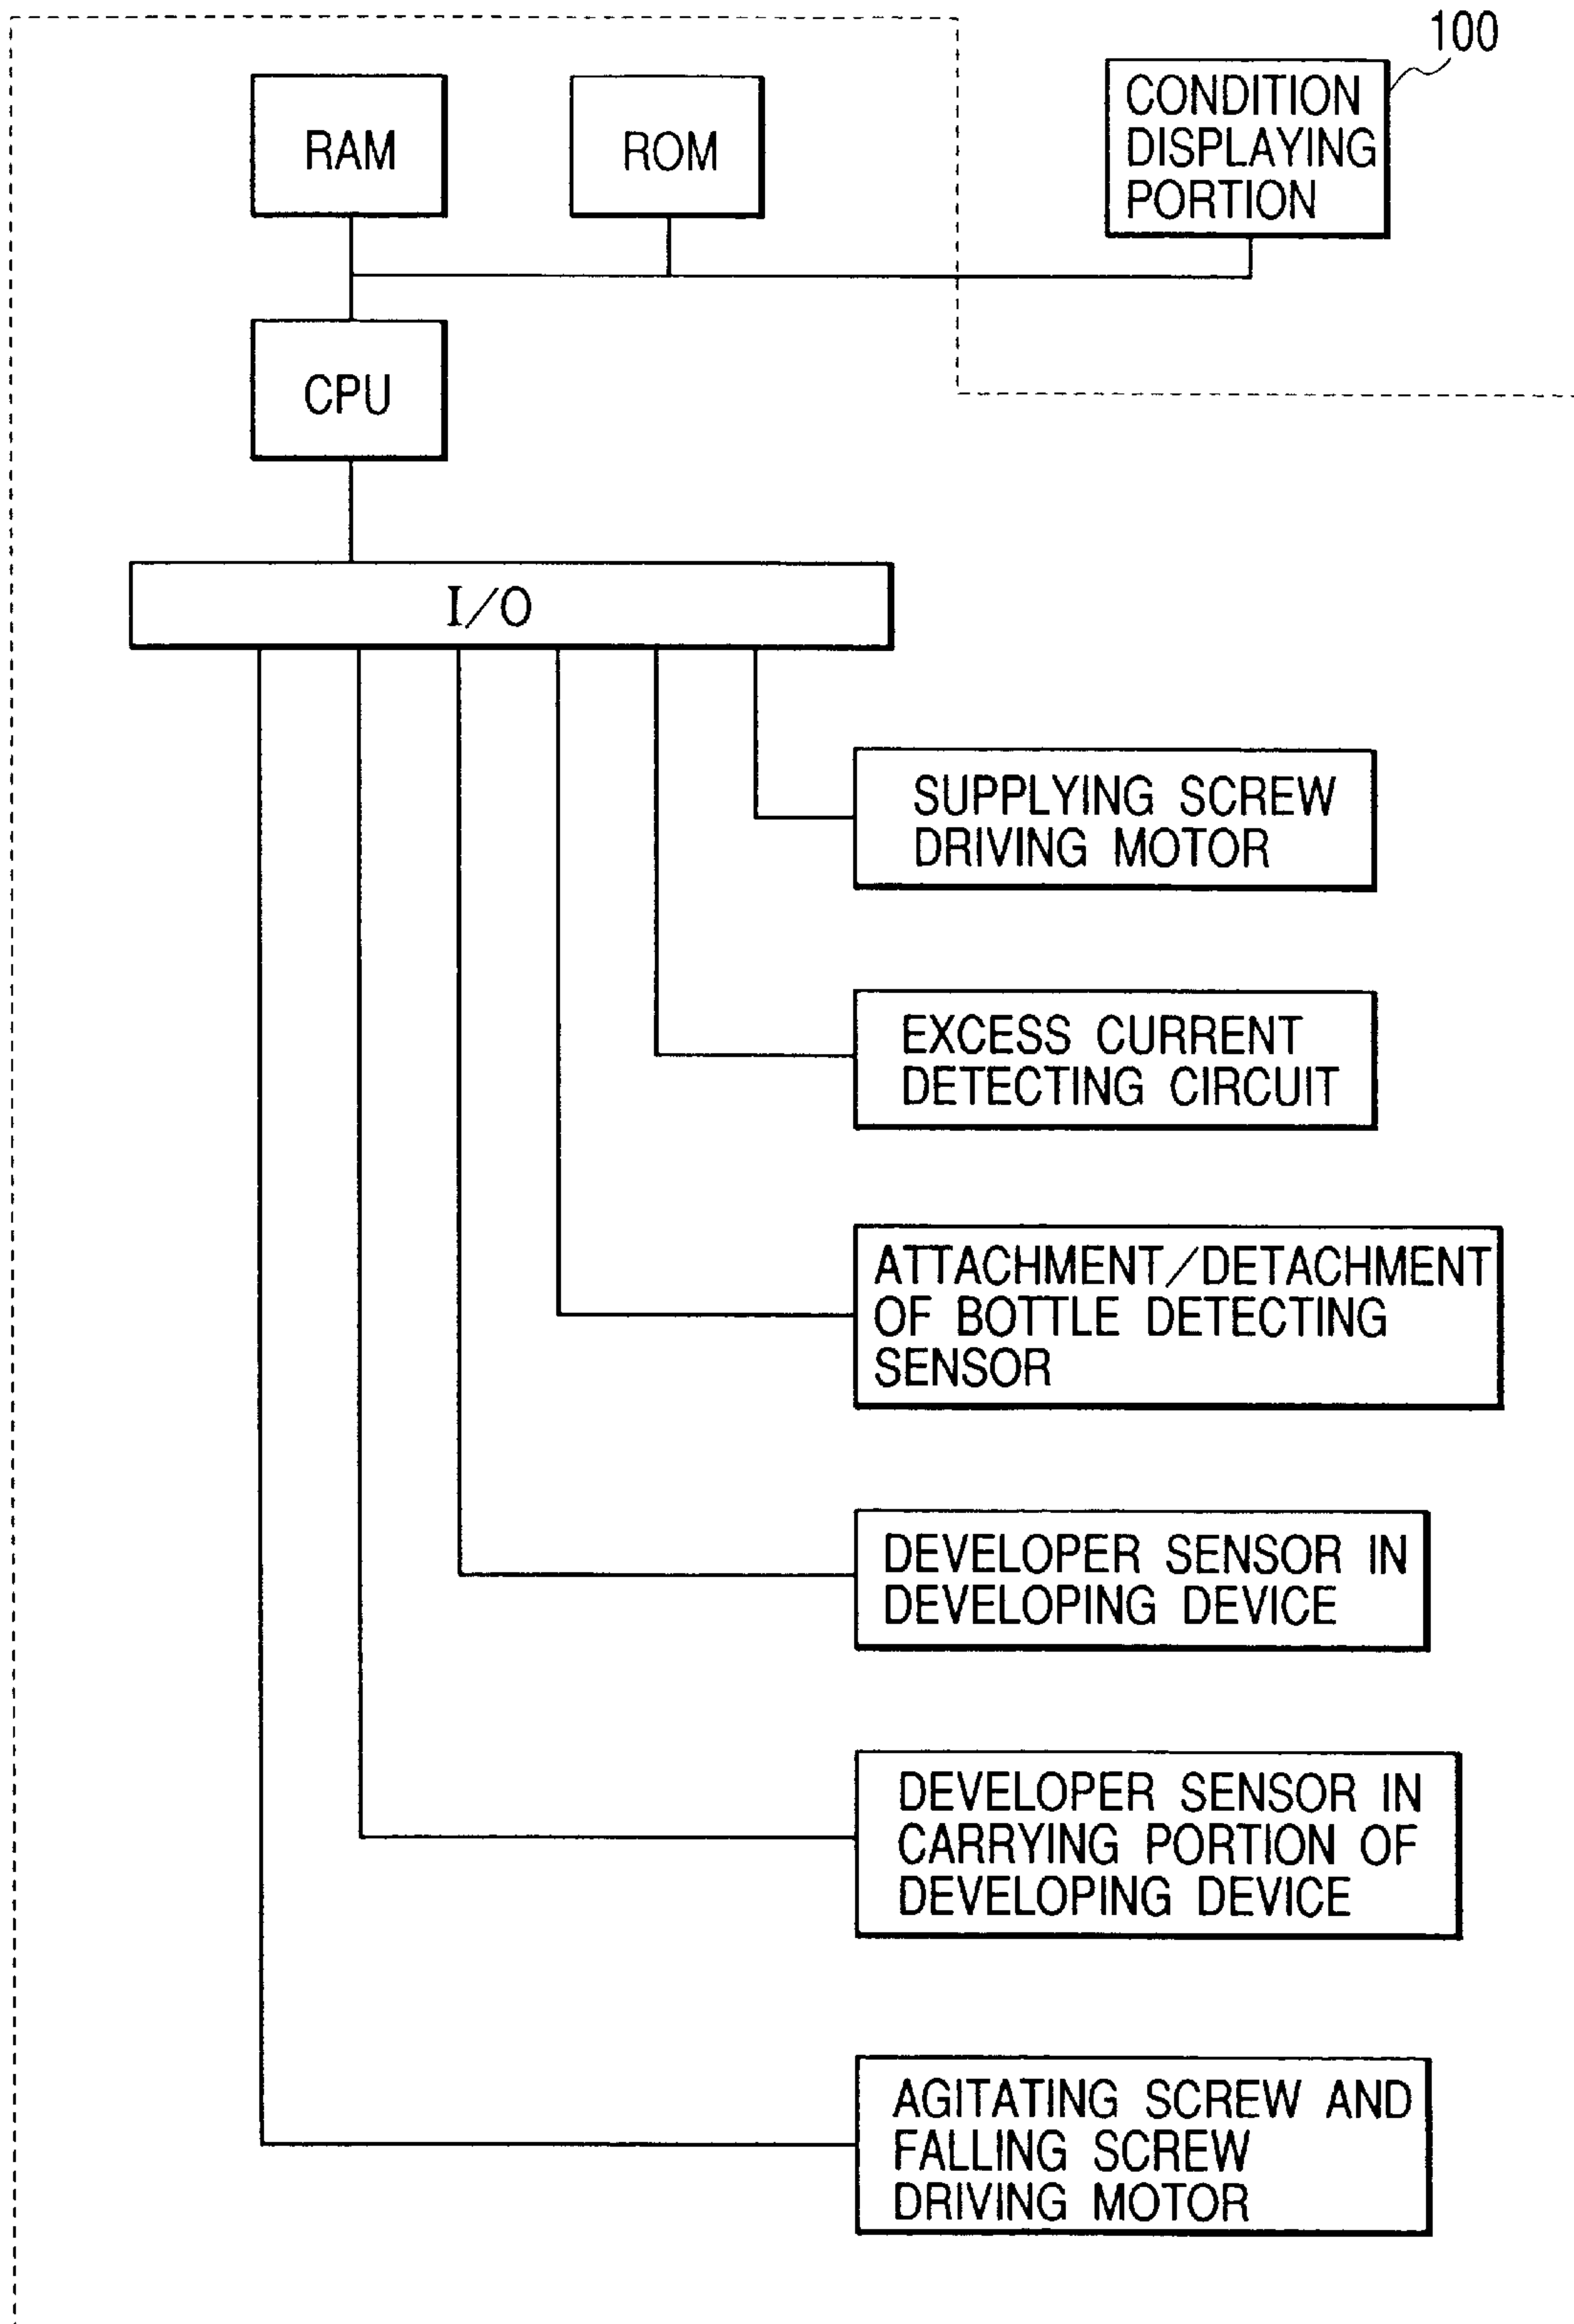 100
RAM
ROM
CONDITION
DISPLAYING
PORTION
CPU
I/O
SUPPLYING SCREW
DRIVING MOTOR
EXCESS CURRENT
DETECTING CIRCUIT
ATTACHMENT/DETACHMENT
OF BOTTLE DETECTING
SENSOR
DEVELOPER SENSOR IN
DEVELOPING DEVICE
DEVELOPER SENSOR IN
CARRYING PORTION OF
DEVELOPING DEVICE
AGITATING SCREW AND
FALLING SCREW
DRIVING MOTOR